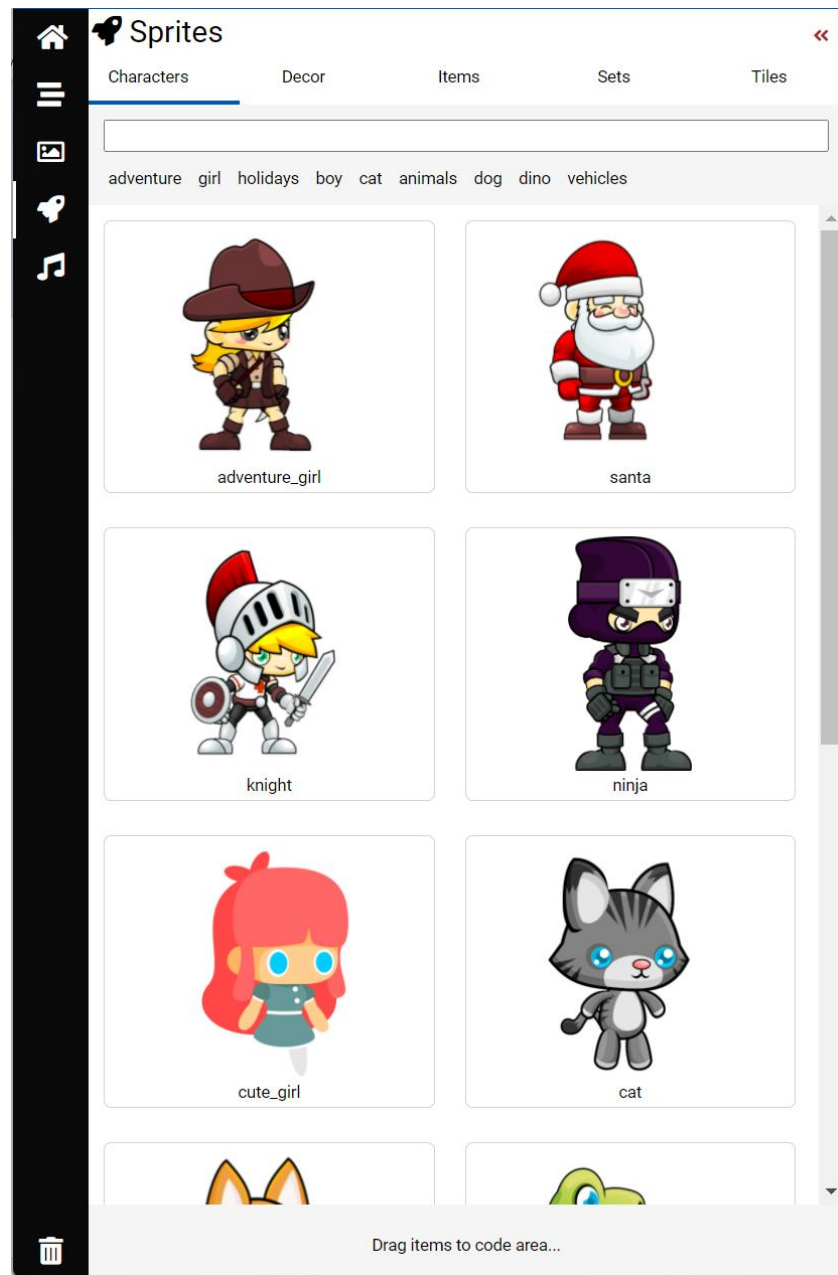 Sprites
Characters Decor Items Sets Tiles
adventure girl holidays boy cat animals dog dino vehicles
adventure_girl santa
knight ninja
cute_girl cat
Drag items to code area...